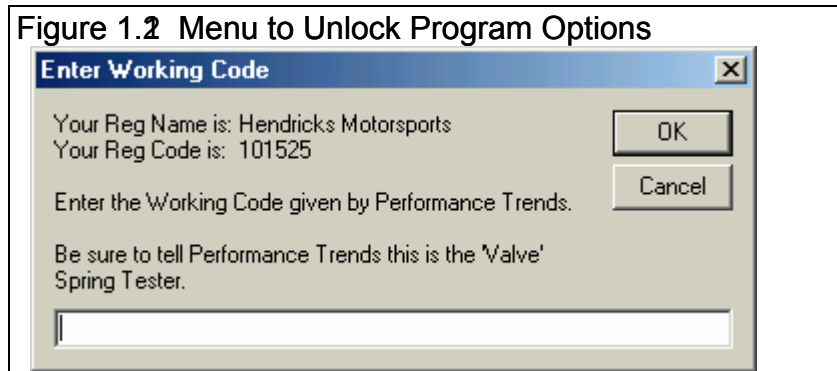 Figure 1.2 Menu to Unlock Program Options
Enter Working Code
Your Reg Name is: Hendricks Motorsports
Your Reg Code is: 101525
OK
Cancel
Enter the Working Code given by Performance Trends.
Be sure to tell Performance Trends this is the 'Valve'
Spring Tester.